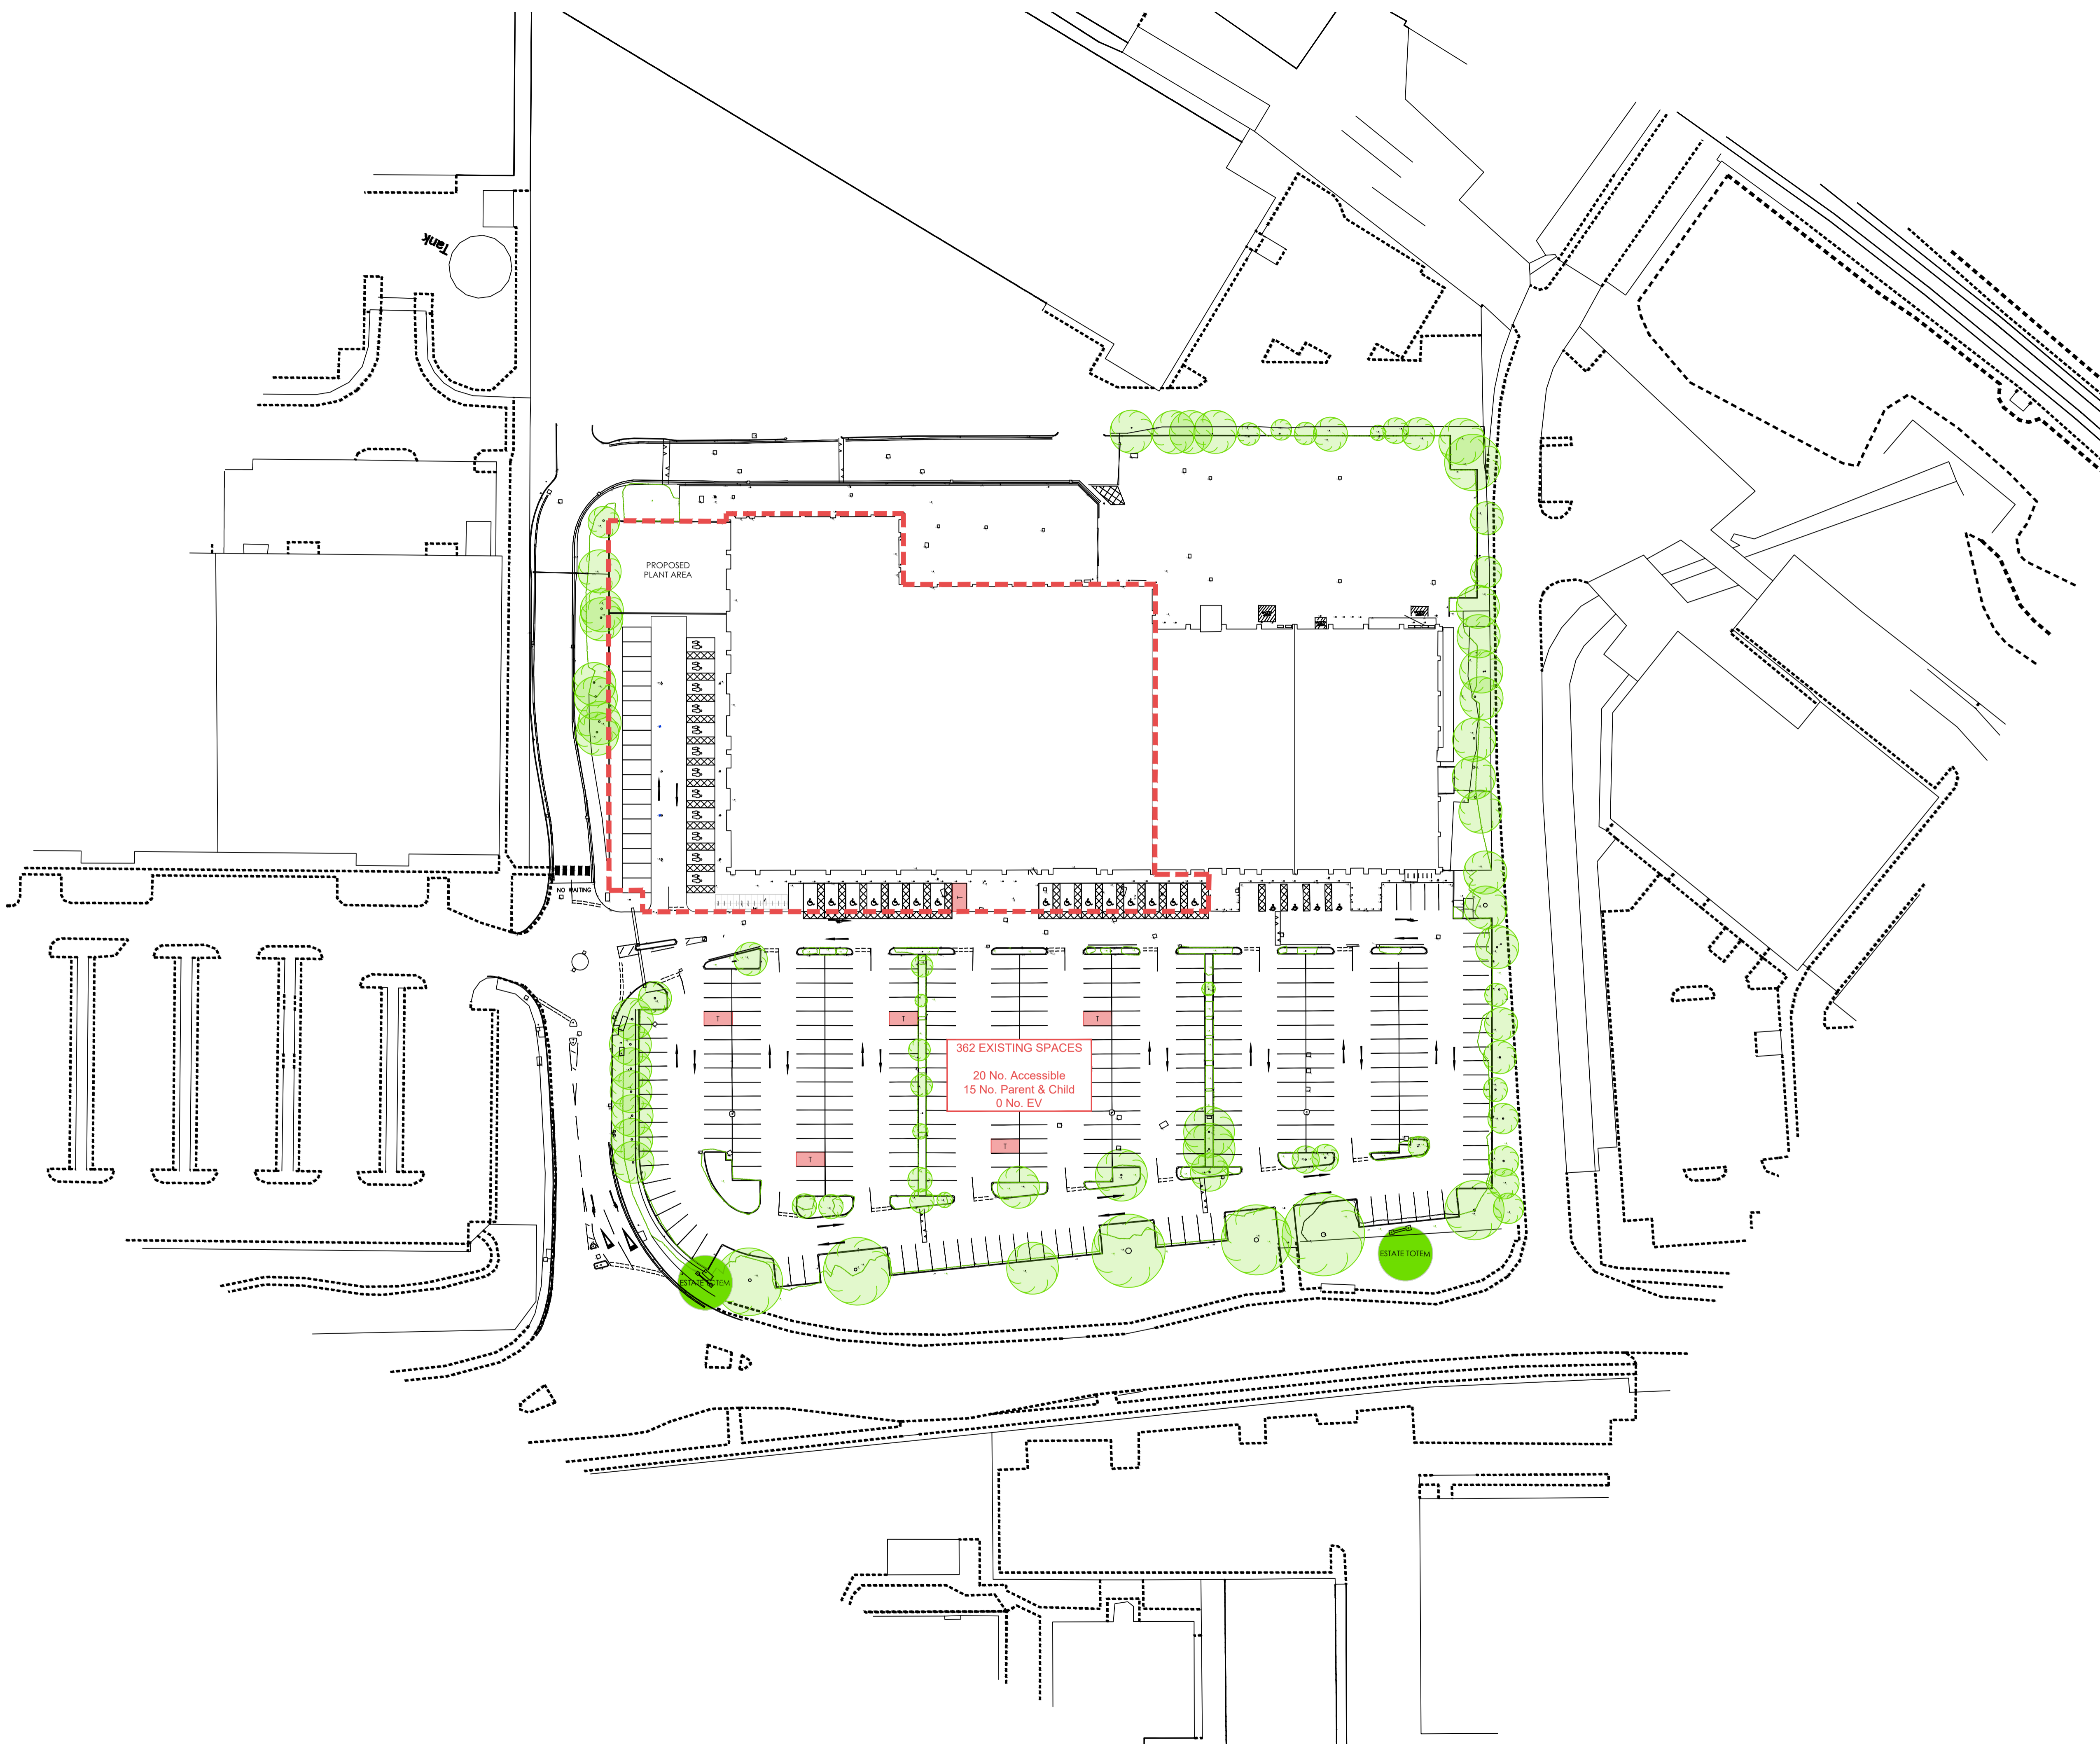 Tank
PROPOSED
PLANT AREA
NO WAITING
T
T
T
T
362 EXISTING SPACES
20 No. Accessible
15 No. Parent & Child
0 No. EV
T
T
ESTATE TOTEM
ESTATE TOTEM